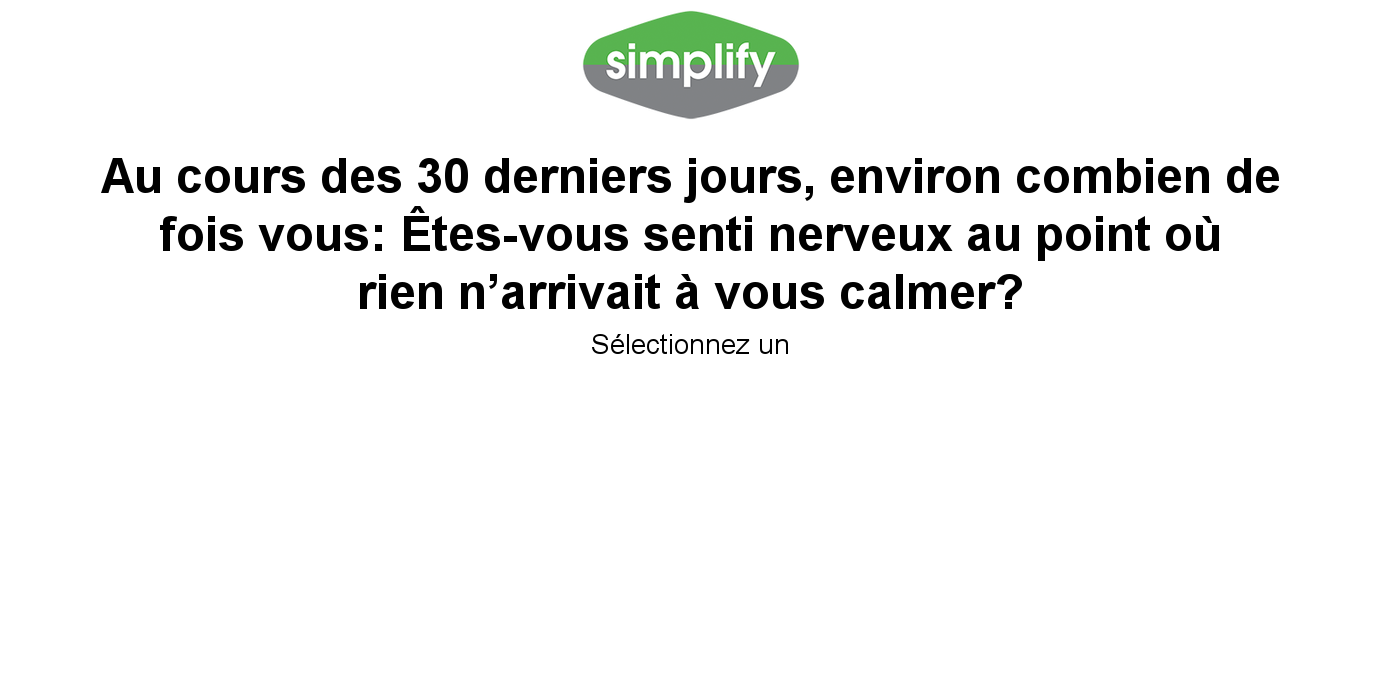 simplify
Au cours des 30 derniers jours, environ combien de
fois vous: Êtes-vous senti nerveux au point où
rien n’arrivait à vous calmer?
Sélectionnez un